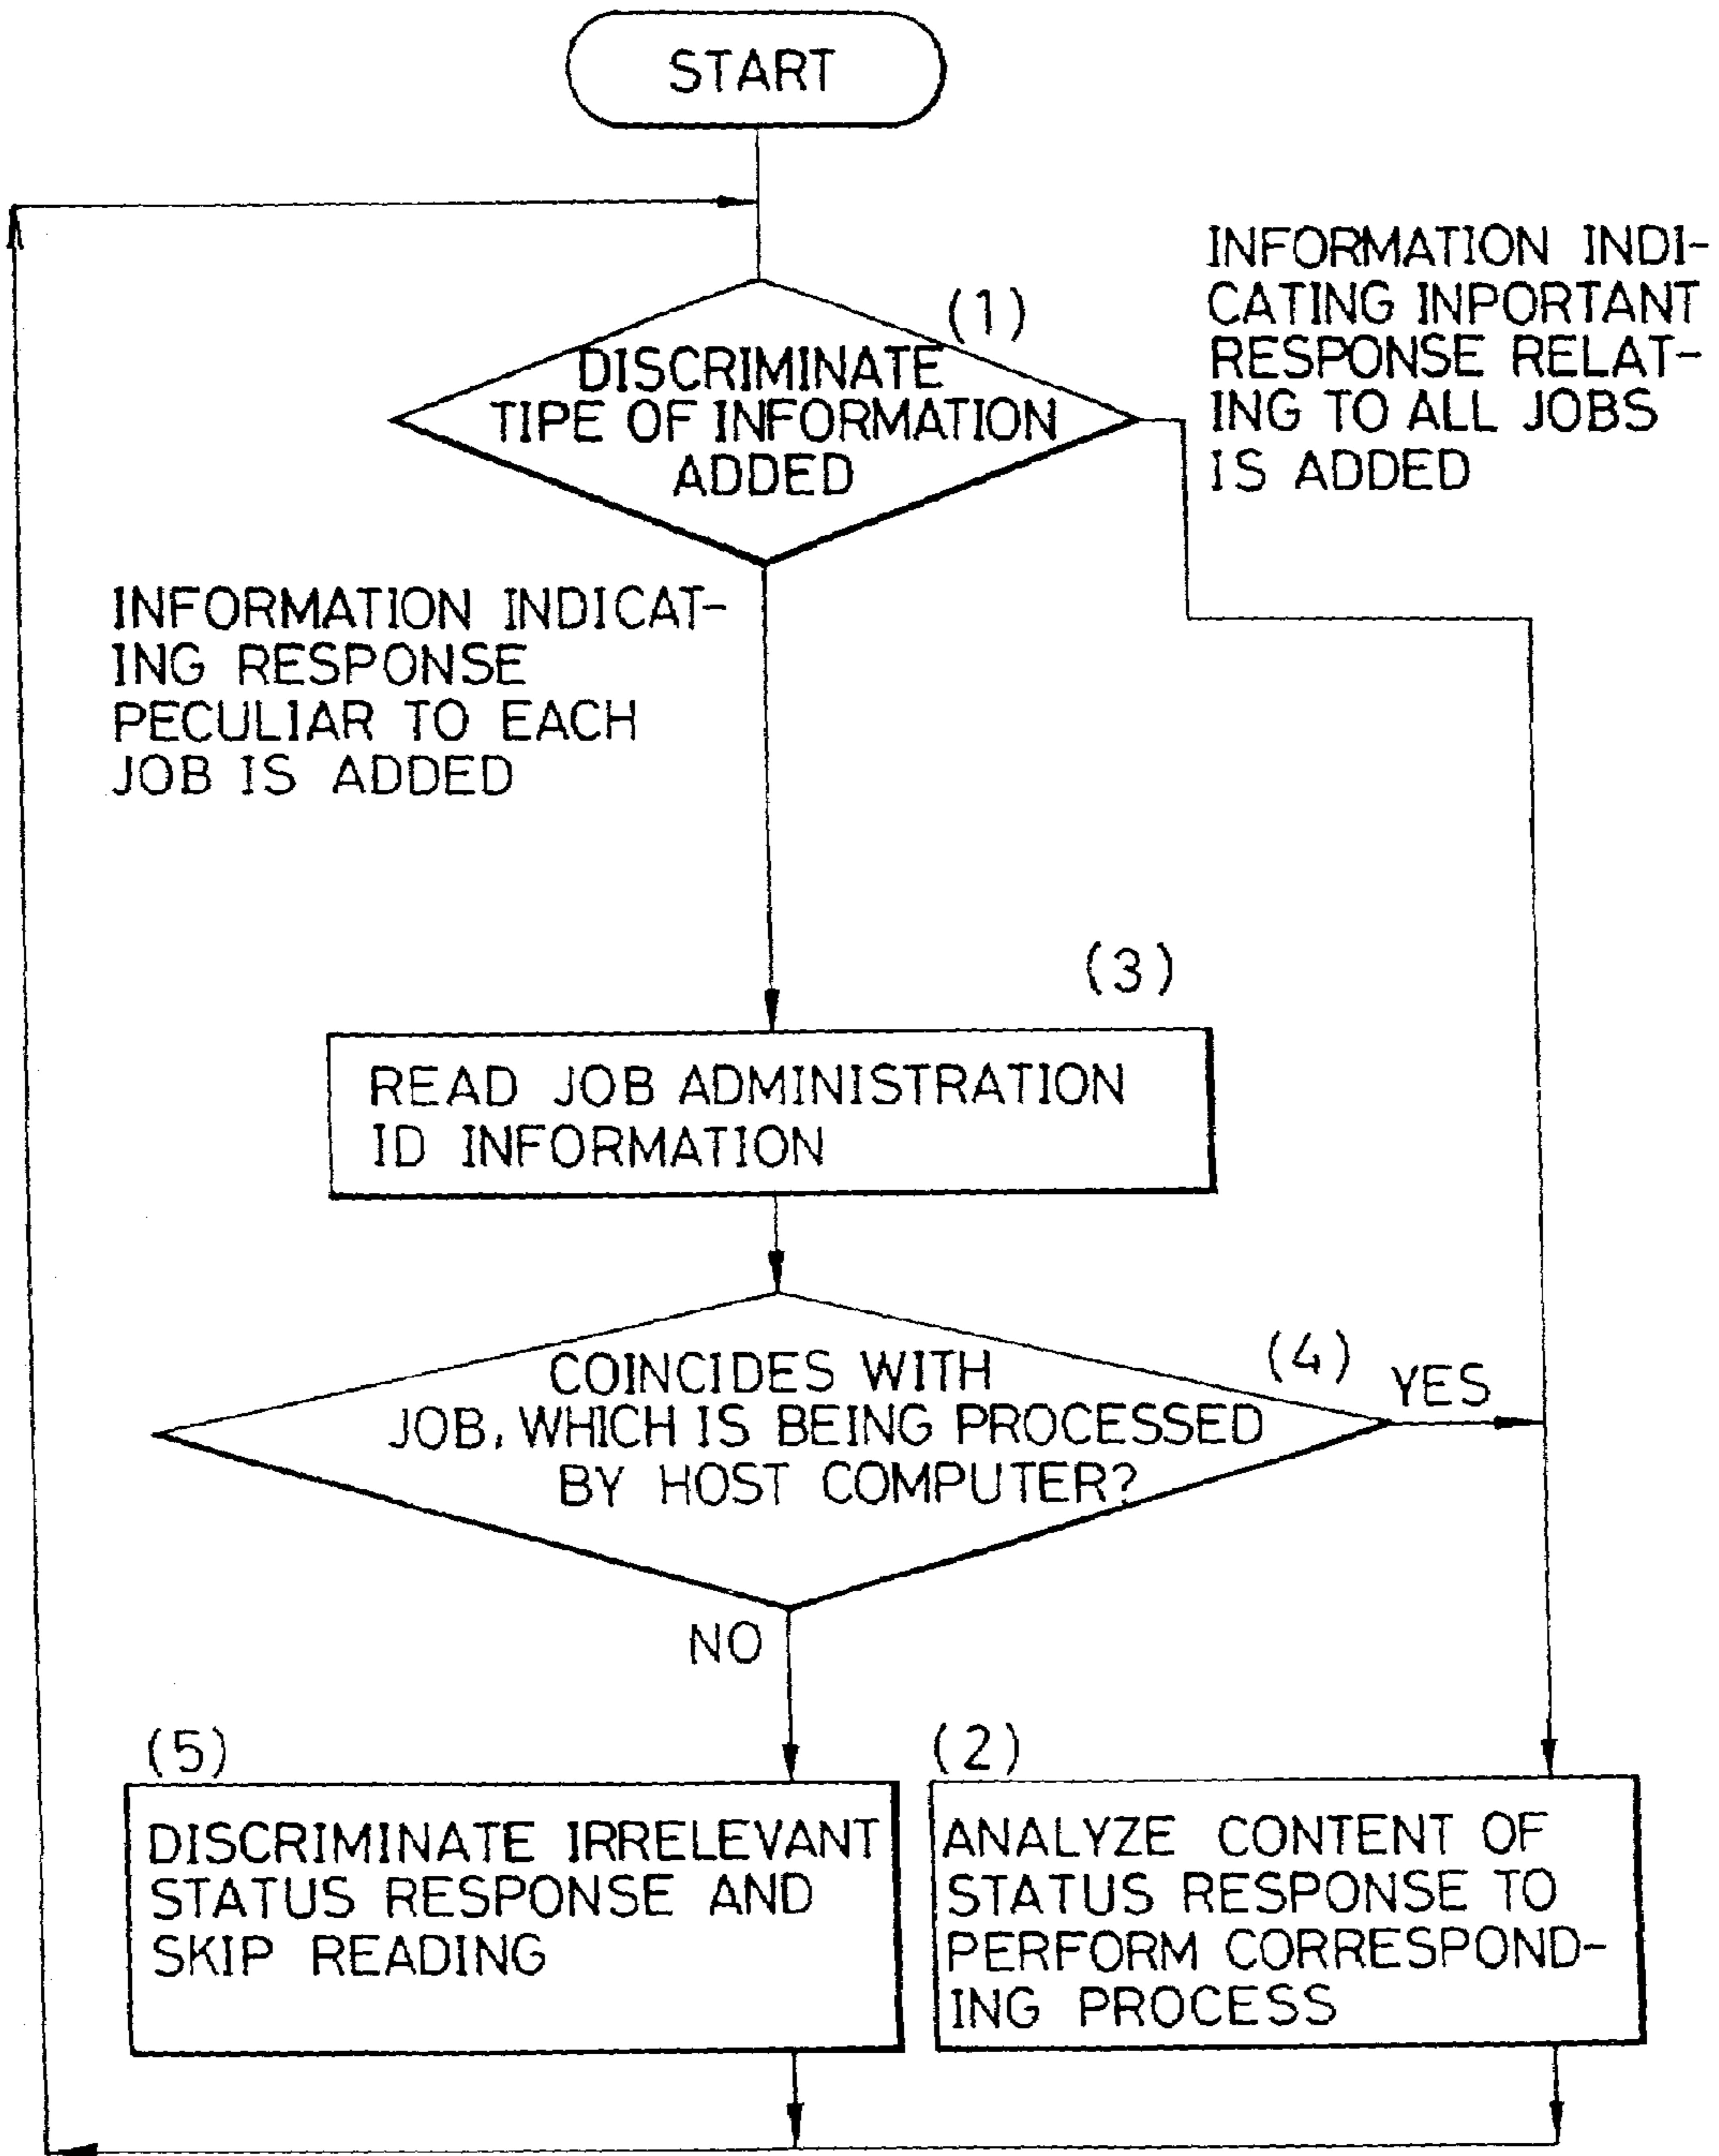 START
(1)
DISCRIMINATE
TIPE OF INFORMATION
ADDED
INFORMATION INDI-
CATING INPORTANT
RESPONSE RELAT-
ING TO ALL JOBS
IS ADDED
INFORMATION INDICAT-
ING RESPONSE
PECULIAR TO EACH
JOB IS ADDED
(3)
READ JOB ADMINISTRATION
ID INFORMATION
(4)
COINCIDES WITH
JOB, WHICH IS BEING PROCESSED
BY HOST COMPUTER?
YES
NO
(5)
DISCRIMINATE IRRELEVANT
STATUS RESPONSE AND
SKIP READING
(2)
ANALYZE CONTENT OF
STATUS RESPONSE TO
PERFORM CORRESPOND-
ING PROCESS